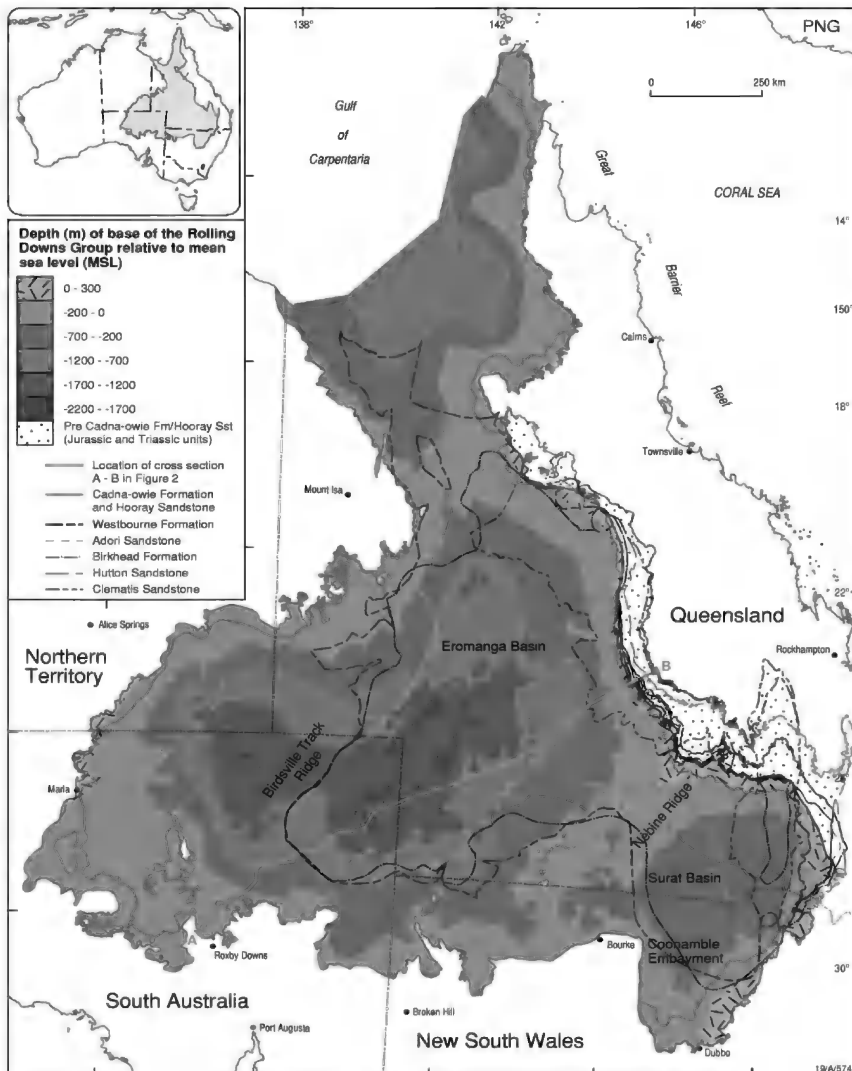 138°
142°
146°
PNG
0
250 km
Gulf
of
Carpentaria
Great
Barrier
Reef
CORAL SEA
14°
150°
18°
22°
30°
Depth (m) of base of the Rolling
Downs Group relative to mean
sea level (MSL)
0 - 300
-200 - 0
-700 - -200
-1200 - -700
-1700 - -1200
-2200 - -1700
Pre Cadna-owie Fm/Hooray Sst
(Jurassic and Triassic units)
Location of cross section
A - B in Figure 2
Cadna-owie Formation
and Hooray Sandstone
Westbourne Formation
Adori Sandstone
Birkhead Formation
Hutton Sandstone
Clematis Sandstone
Cairns
Townsville
Mount Isa
Queensland
Rockhampton
Alice Springs
Northern
Territory
Eromanga Basin
B
Birdsville Track
Ridge
Marla
Nebine Ridge
Surat Basin
Coonamble
Embayment
A
Roxby Downs
Bourke
South Australia
Broken Hill
Port Augusta
New South Wales
Dubbo
19/A/574